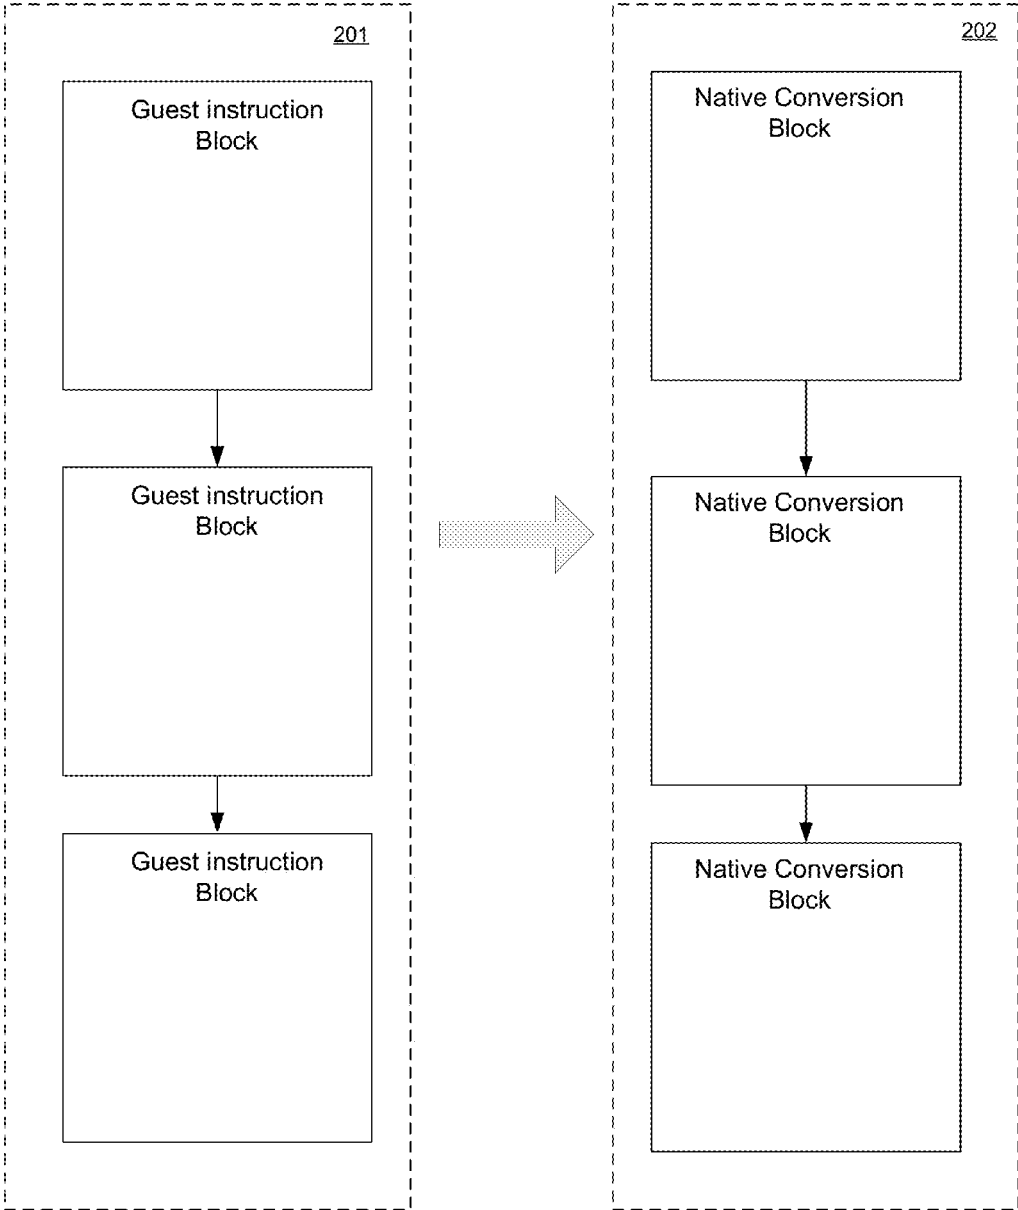 201
Guest instruction
Block
Guest instruction
Block
Guest instruction
Block
202
Native Conversion
Block
Native Conversion
Block
Native Conversion
Block